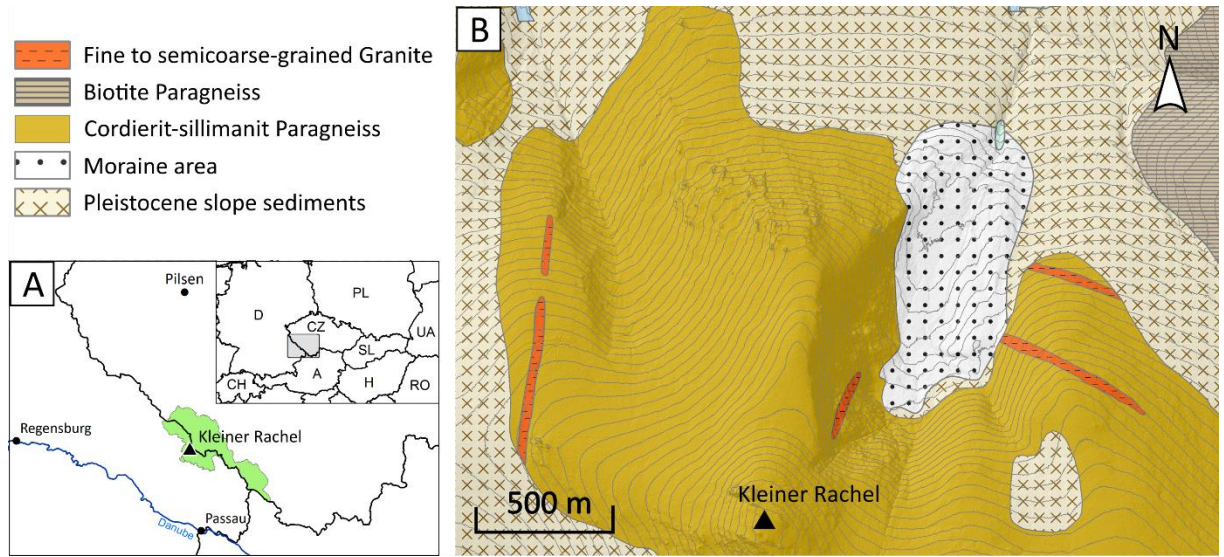 Fine to semicoarse-grained Granite
Biotite Paragneiss
Cordierit-sillimanit Paragneiss
Moraine area
Pleistocene slope sediments
A
Pilsen
D
PL
CZ
UA
SL
CH
A
H
RO
Regensburg
Kleiner Rachel
Danube
Passau
B
N
500 m
Kleiner Rachel